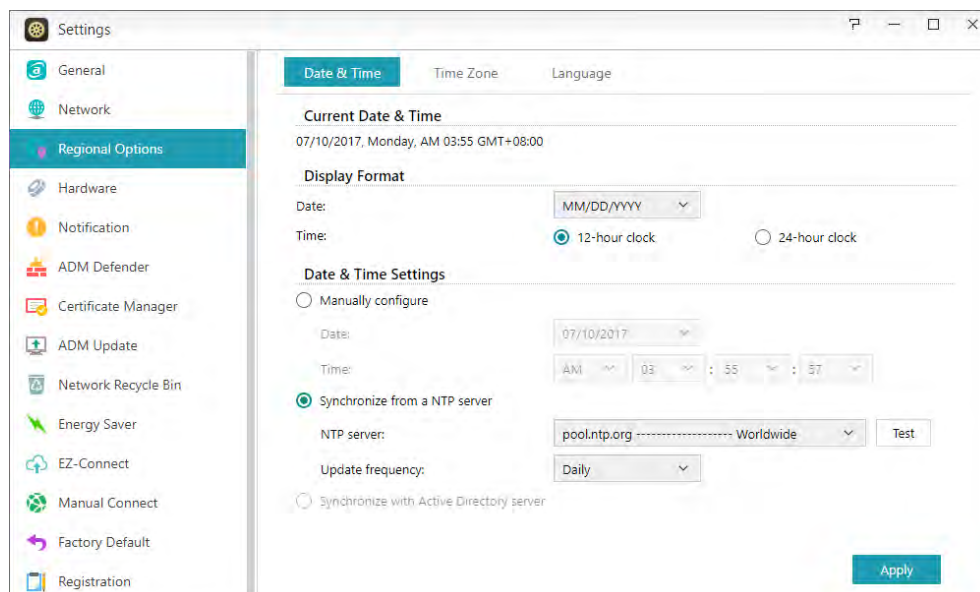 Settings
General
Network
Regional Options
Hardware
Notification
ADM Defender
Certificate Manager
ADM Update
Network Recycle Bin
Energy Saver
EZ-Connect
Manual Connect
Factory Default
Registration
Date & Time Time Zone Language
Current Date & Time
07/10/2017, Monday, AM 03:55 GMT+08:00
Display Format
Date: MM/DD/YYYY
Time: 12-hour clock 24-hour clock
Date & Time Settings
Manually configure
Date: 07/10/2017
Time: AM 03 : 55 : 57
Synchronize from a NTP server
NTP server: pool.ntp.org ------------------- Worldwide Test
Update frequency: Daily
Synchronize with Active Directory server
Apply